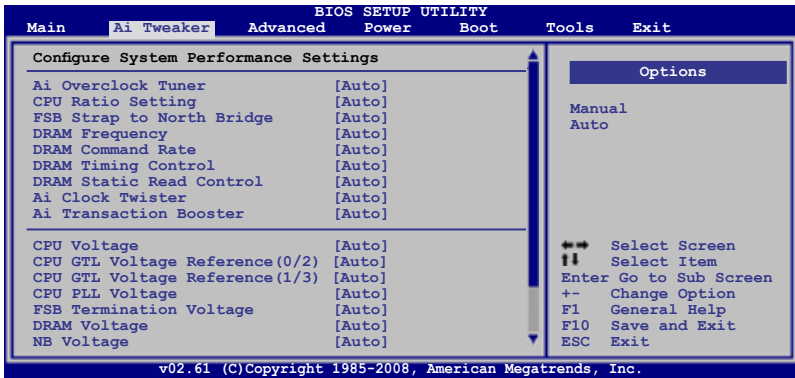 BIOS SETUP UTILITY
Main Ai Tweaker Advanced Power Boot Tools Exit
Configure System Performance Settings
Ai Overclock Tuner [Auto]
CPU Ratio Setting [Auto]
FSB Strap to North Bridge [Auto]
DRAM Frequency [Auto]
DRAM Command Rate [Auto]
DRAM Timing Control [Auto]
DRAM Static Read Control [Auto]
Ai Clock Twister [Auto]
Ai Transaction Booster [Auto]
CPU Voltage [Auto]
CPU GTL Voltage Reference(0/2) [Auto]
CPU GTL Voltage Reference(1/3) [Auto]
CPU PLL Voltage [Auto]
FSB Termination Voltage [Auto]
DRAM Voltage [Auto]
NB Voltage [Auto]
Options
Manual
Auto
Select Screen
Select Item
Enter Go to Sub Screen
+- Change Option
F1 General Help
F10 Save and Exit
ESC Exit
v02.61 (C)Copyright 1985-2008, American Megatrends, Inc.